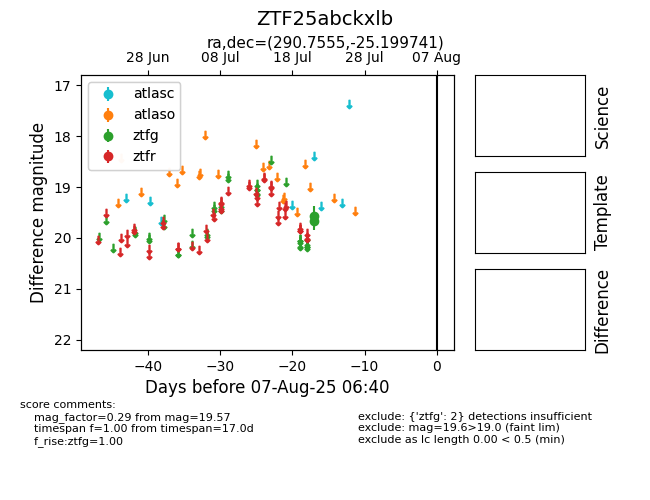 ZTF25abckxlb
ra,dec=(290.7555,-25.199741)
28 Jun 08 Jul 18 Jul 28 Jul 07 Aug
17
18
19
20
21
22
Difference magnitude
atlasc
atlaso
ztfg
ztfr
−40 −30 −20 −10 0
Days before 07-Aug-25 06:40
Science
Template
Difference
score comments:
mag_factor=0.29 from mag=19.57
timespan f=1.00 from timespan=17.0d
f_rise:ztfg=1.00
exclude: {'ztfg': 2} detections insufficient
exclude: mag=19.6>19.0 (faint lim)
exclude as lc length 0.00 < 0.5 (min)